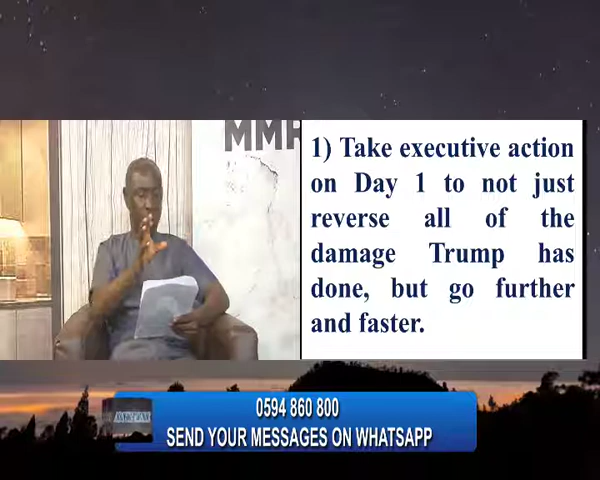 1) Take executive action
on Day 1 to not just
reverse all of the
damage Trump has
done, but go further
and faster.
0594 860 800
SEND YOUR MESSAGES ON WHATSAPP